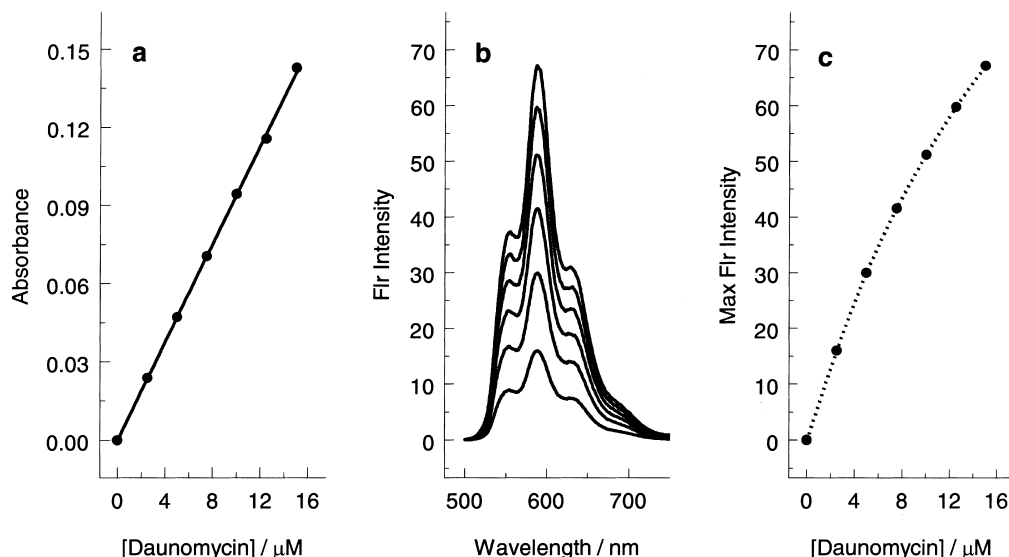 a
0.15
0.12
0.09
0.06
0.03
0.00
Absorbance
0 4 8 12 16
[Daunomycin] / μM
b
70
60
50
40
30
20
10
0
Flr Intensity
500 600 700
Wavelength / nm
c
70
60
50
40
30
20
10
0
Max Flr Intensity
0 4 8 12 16
[Daunomycin] / μM